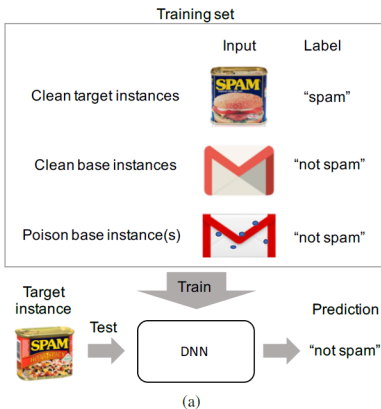 Training set
Input Label
Clean target instances SPAM “spam”
Clean base instances “not spam”
Poison base instance(s) “not spam”
Train
Target
instance
Test
SPAM
DNN
Prediction
“not spam”
(a)